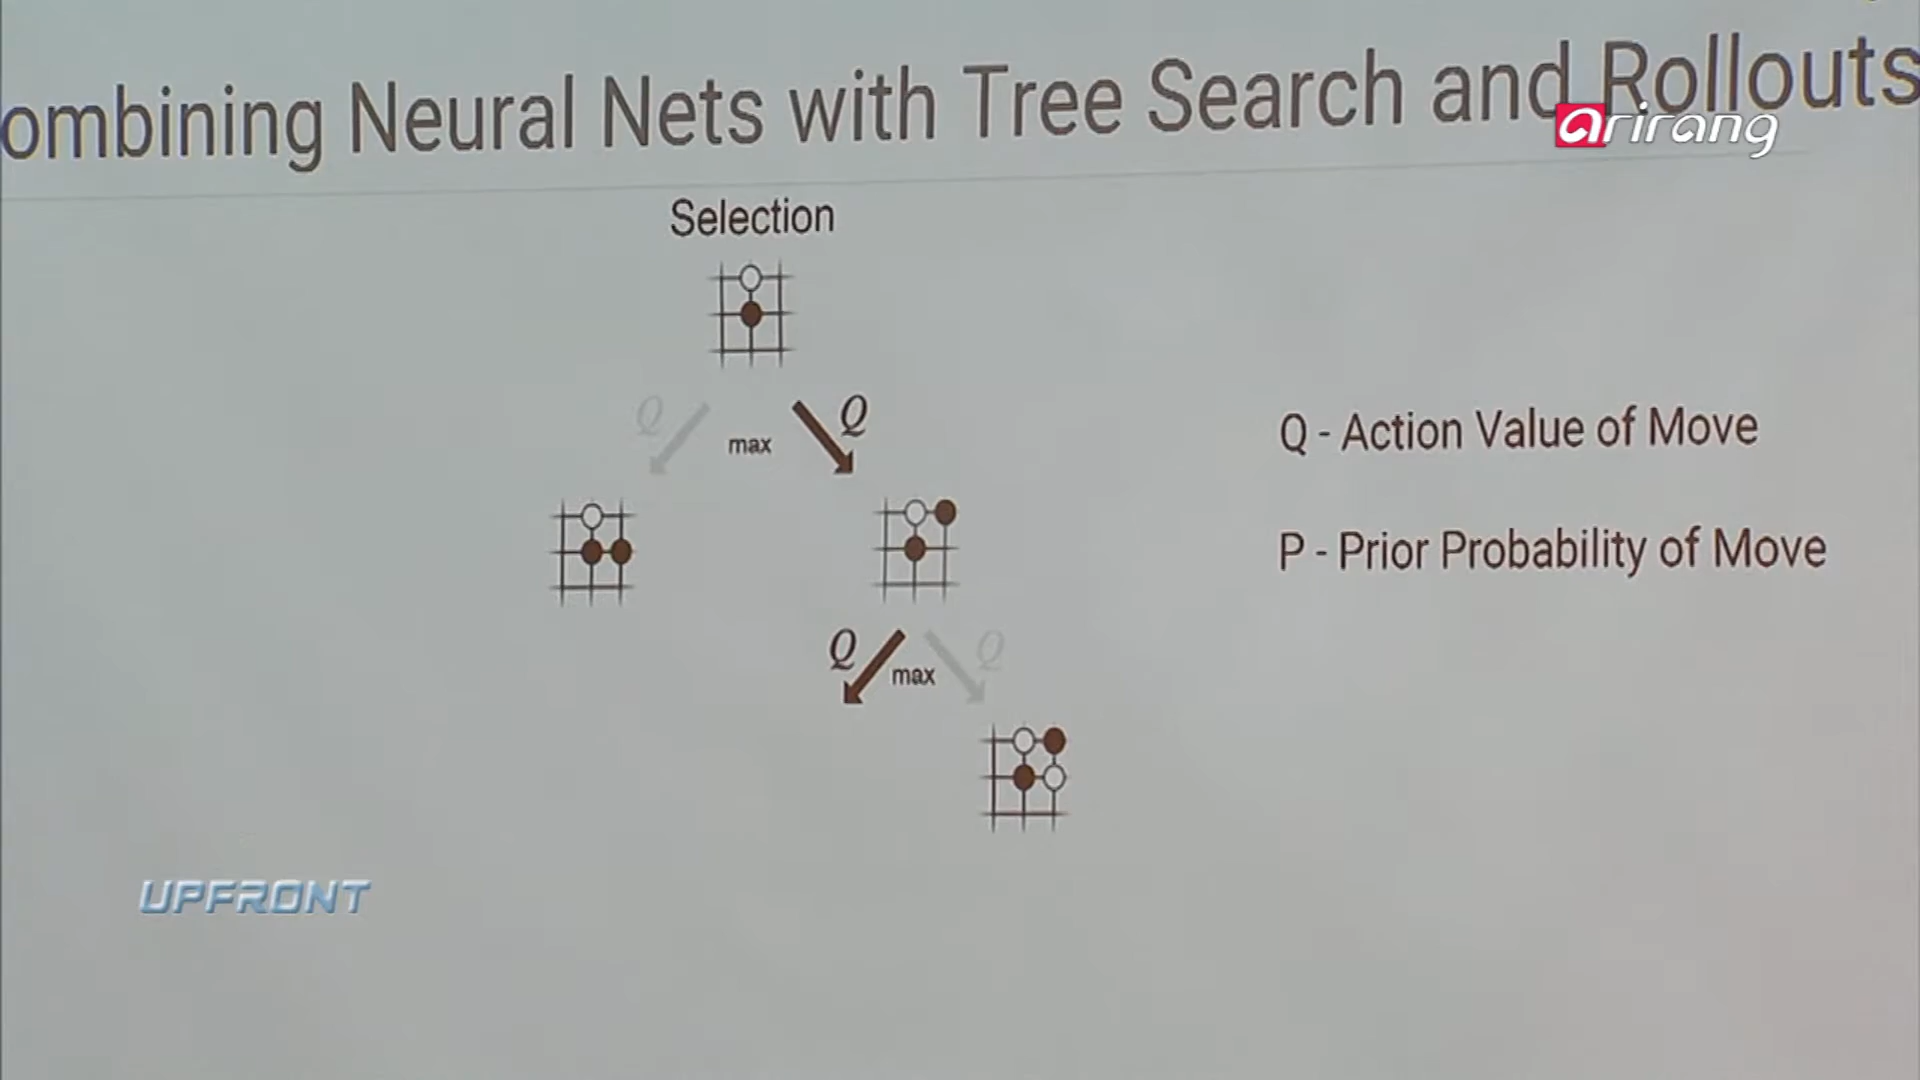 ombining Neural Nets with Tree Search and Rollouts
arirang
Selection
Q
max
Q
Q - Action Value of Move
P - Prior Probability of Move
Q
max
Q
UPFRONT